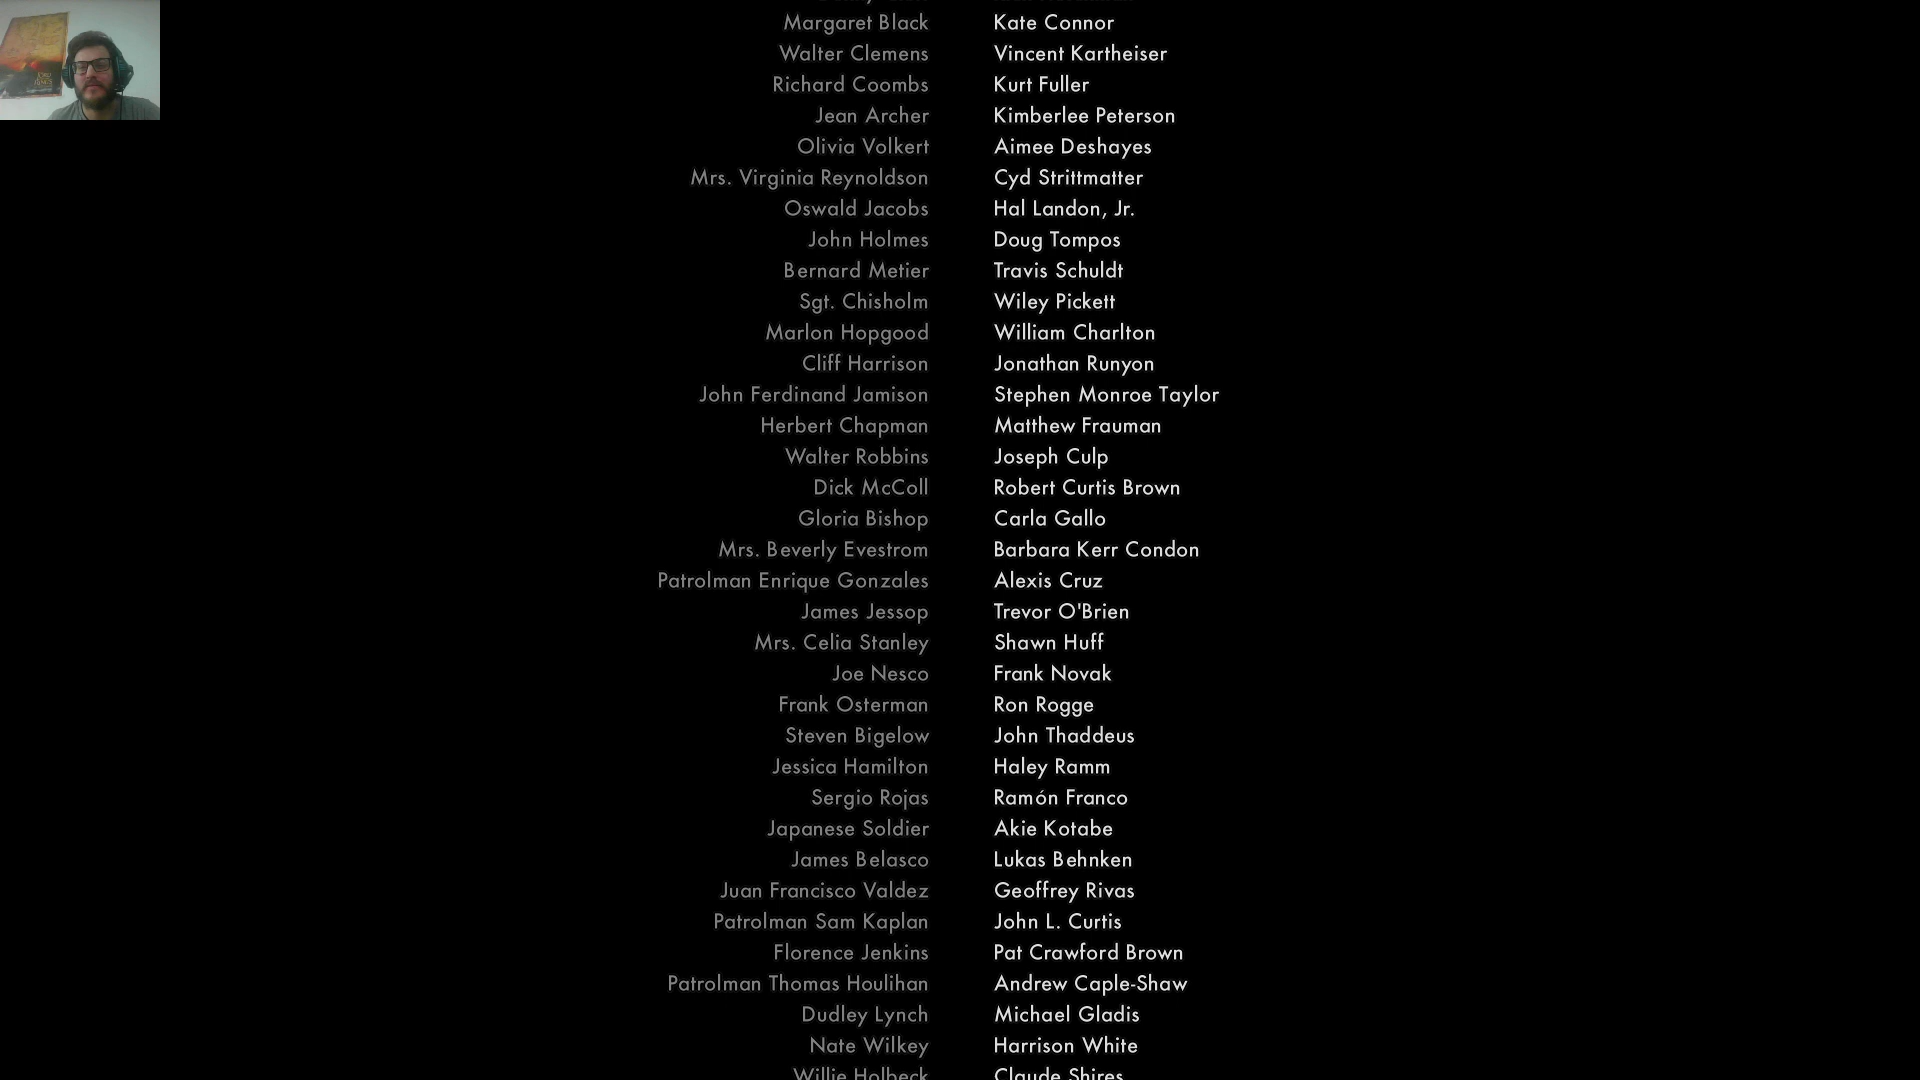 Margaret Black Kate Connor
Walter Clemens Vincent Kartheiser
Richard Coombs Kurt Fuller
Jean Archer Kimberlee Peterson
Olivia Volkert Aimee Deshayes
Mrs. Virginia Reynoldson Cyd Strittmatter
Oswald Jacobs Hal Landon, Jr.
John Holmes Doug Tompos
Bernard Metier Travis Schuldt
Sgt. Chisholm Wiley Pickett
Marlon Hopgood William Charlton
Cliff Harrison Jonathan Runyon
John Ferdinand Jamison Stephen Monroe Taylor
Herbert Chapman Matthew Frauman
Walter Robbins Joseph Culp
Dick McColl Robert Curtis Brown
Gloria Bishop Carla Gallo
Mrs. Beverly Evestrom Barbara Kerr Condon
Patrolman Enrique Gonzales Alexis Cruz
James Jessop Trevor O'Brien
Mrs. Celia Stanley Shawn Huff
Joe Nesco Frank Novak
Frank Osterman Ron Rogge
Steven Bigelow John Thaddeus
Jessica Hamilton Haley Ramm
Sergio Rojas Ramón Franco
Japanese Soldier Akie Kotabe
James Belasco Lukas Behnken
Juan Francisco Valdez Geoffrey Rivas
Patrolman Sam Kaplan John L. Curtis
Florence Jenkins Pat Crawford Brown
Patrolman Thomas Houlihan Andrew Caple-Shaw
Dudley Lynch Michael Gladis
Nate Wilkey Harrison White
Willie Holbeck Claude Shires